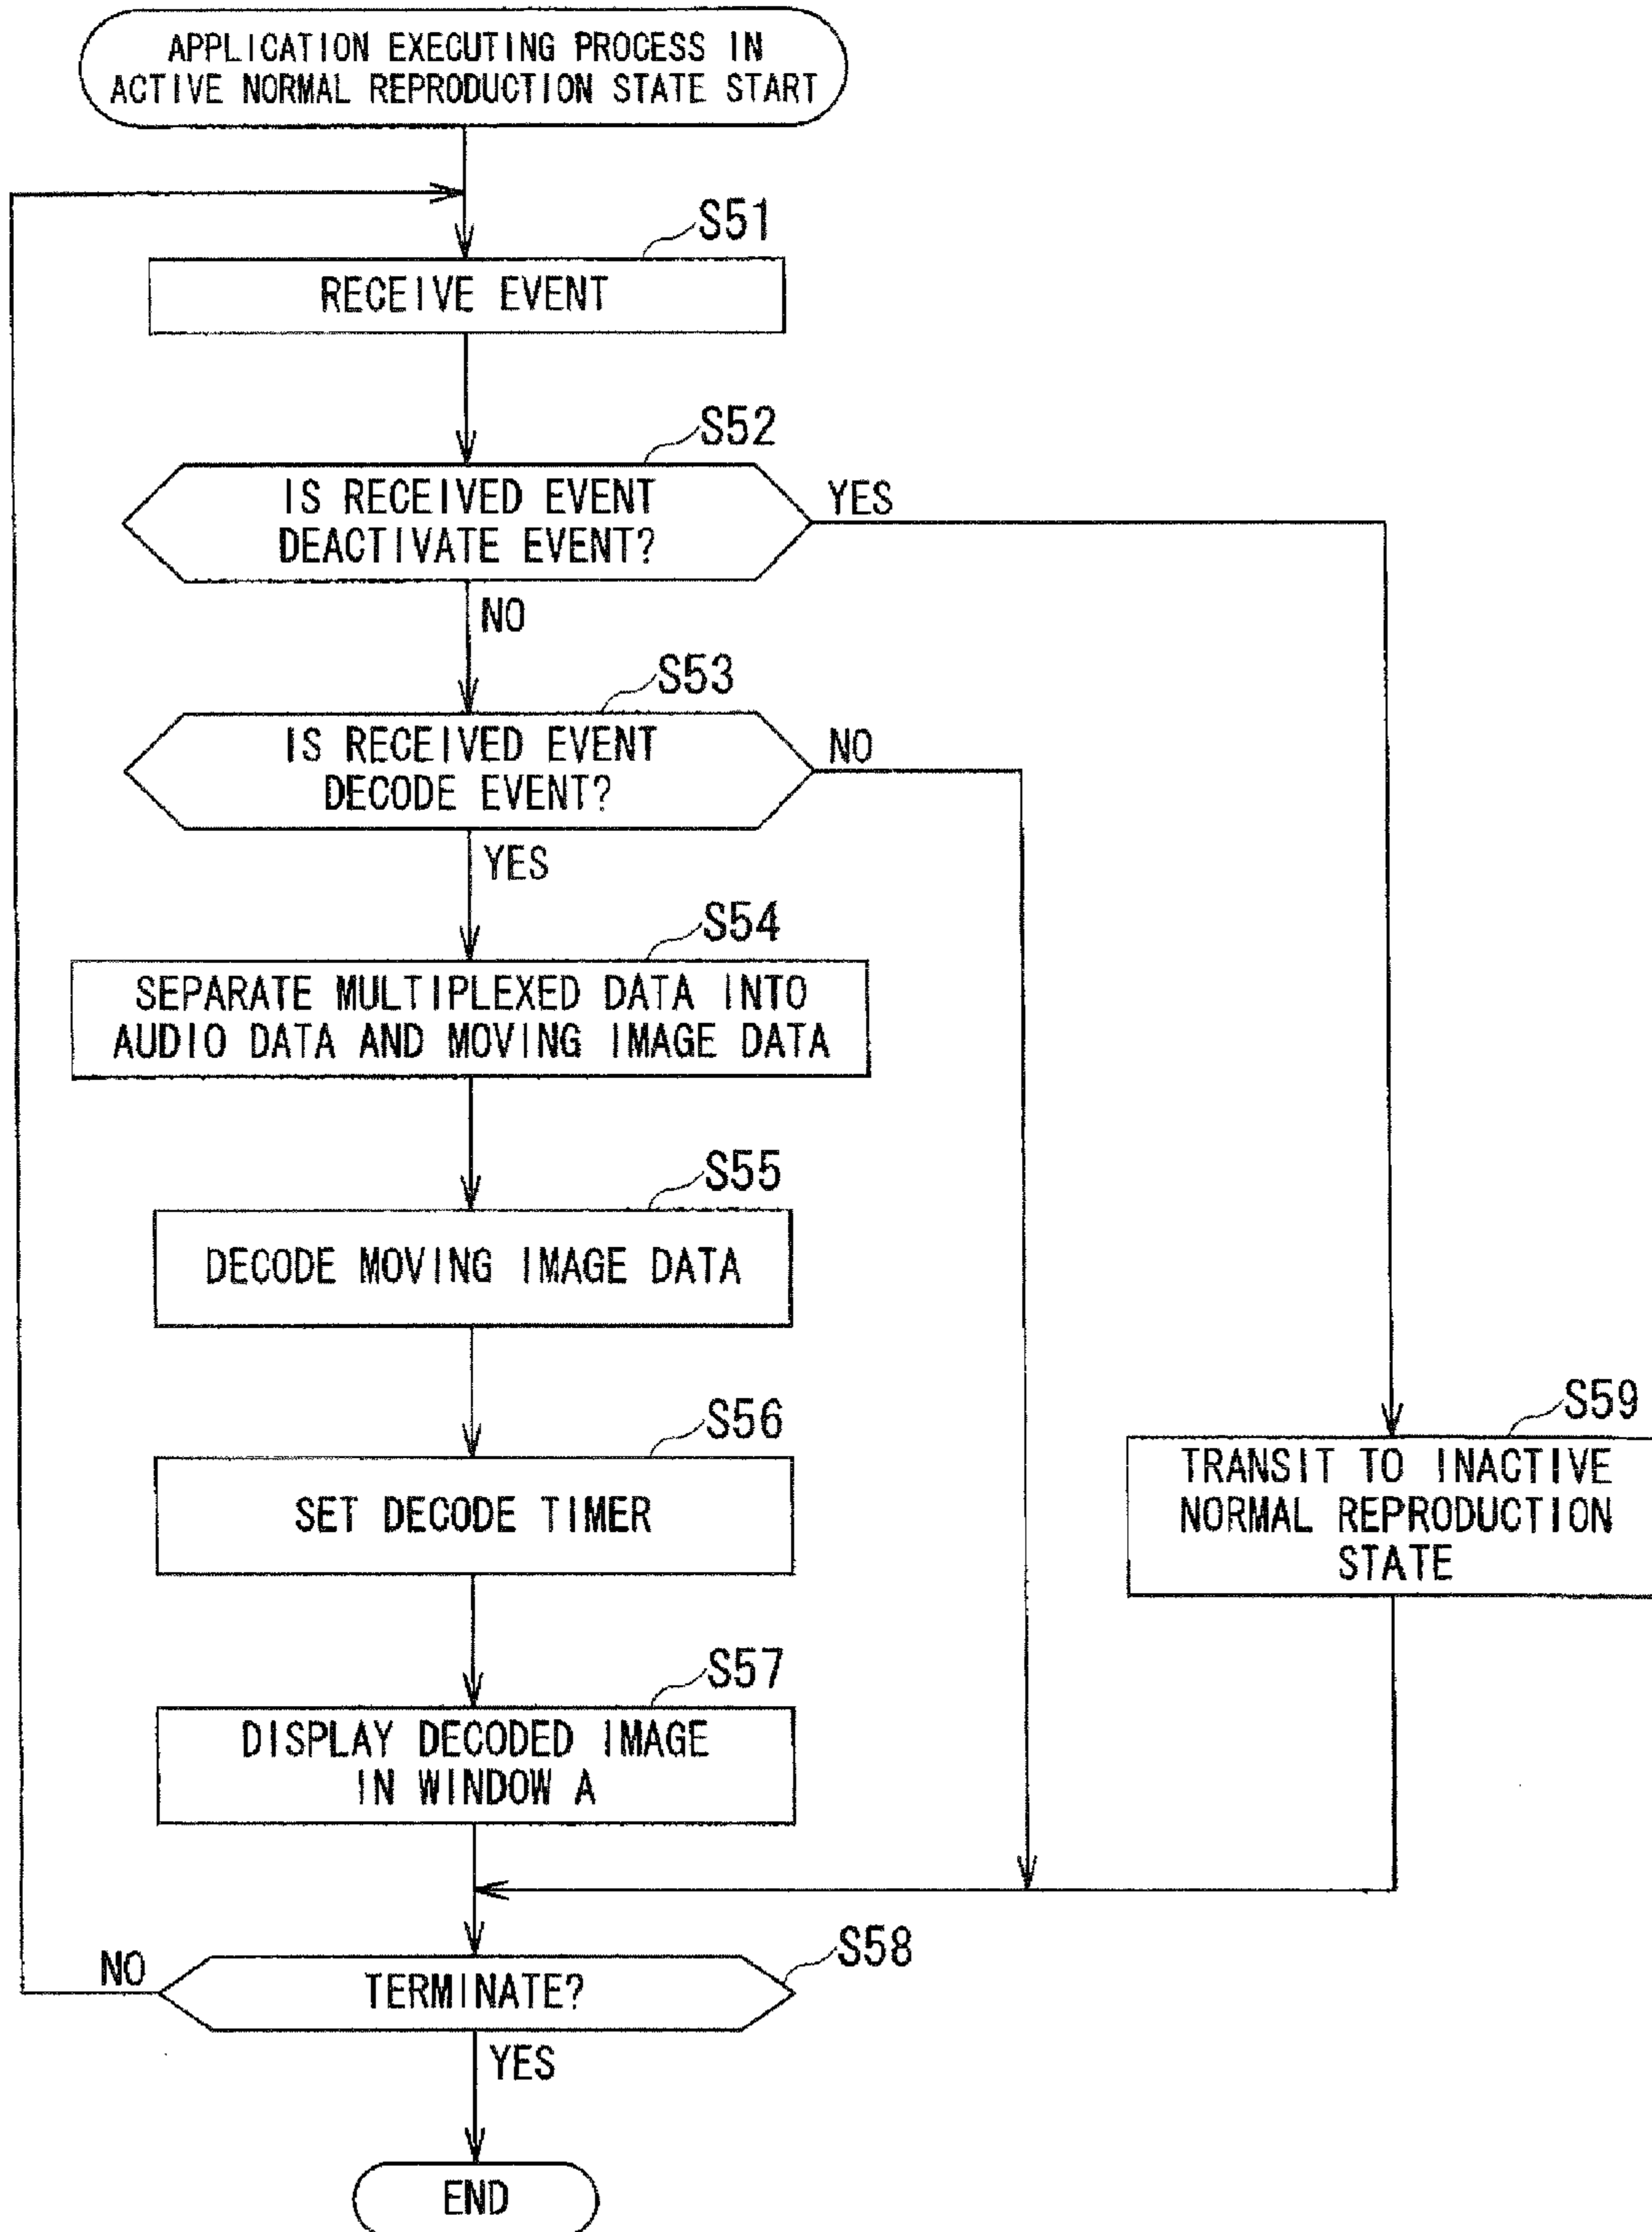 APPLICATION EXECUTING PROCESS IN
ACTIVE NORMAL REPRODUCTION STATE START
S51
RECEIVE EVENT
S52
IS RECEIVED EVENT
DEACTIVATE EVENT?
YES
NO
S53
IS RECEIVED EVENT
DECODE EVENT?
NO
YES
S54
SEPARATE MULTIPLEXED DATA INTO
AUDIO DATA AND MOVING IMAGE DATA
S55
DECODE MOVING IMAGE DATA
S56
SET DECODE TIMER
S59
TRANSIT TO INACTIVE
NORMAL REPRODUCTION
STATE
S57
DISPLAY DECODED IMAGE
IN WINDOW A
S58
NO
TERMINATE?
YES
END